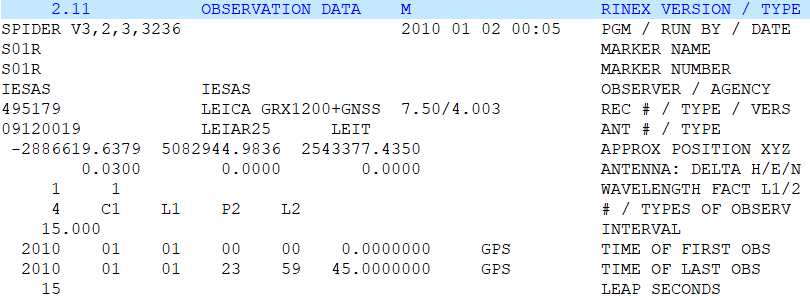 2.11 OBSERVATION DATA M RINEX VERSION / TYPE
SPIDER V3,2,3,3236 2010 01 02 00:05 PGM / RUN BY / DATE
S01R MARKER NAME
S01R MARKER NUMBER
IESAS IESAS OBSERVER / AGENCY
495179 LEICA GRX1200+GNSS 7.50/4.003 REC # / TYPE / VERS
09120019 LEIAR25 LEIT ANT # / TYPE
-2886619.6379 5082944.9836 2543377.4350 APPROX POSITION XYZ
0.0300 0.0000 0.0000 ANTENNA: DELTA H/E/N
1 1 WAVELENGTH FACT L1/2
4 C1 L1 P2 L2 # / TYPES OF OBSERV
15.000 INTERVAL
2010 01 01 00 00 0.0000000 GPS TIME OF FIRST OBS
2010 01 01 23 59 45.0000000 GPS TIME OF LAST OBS
15 LEAP SECONDS